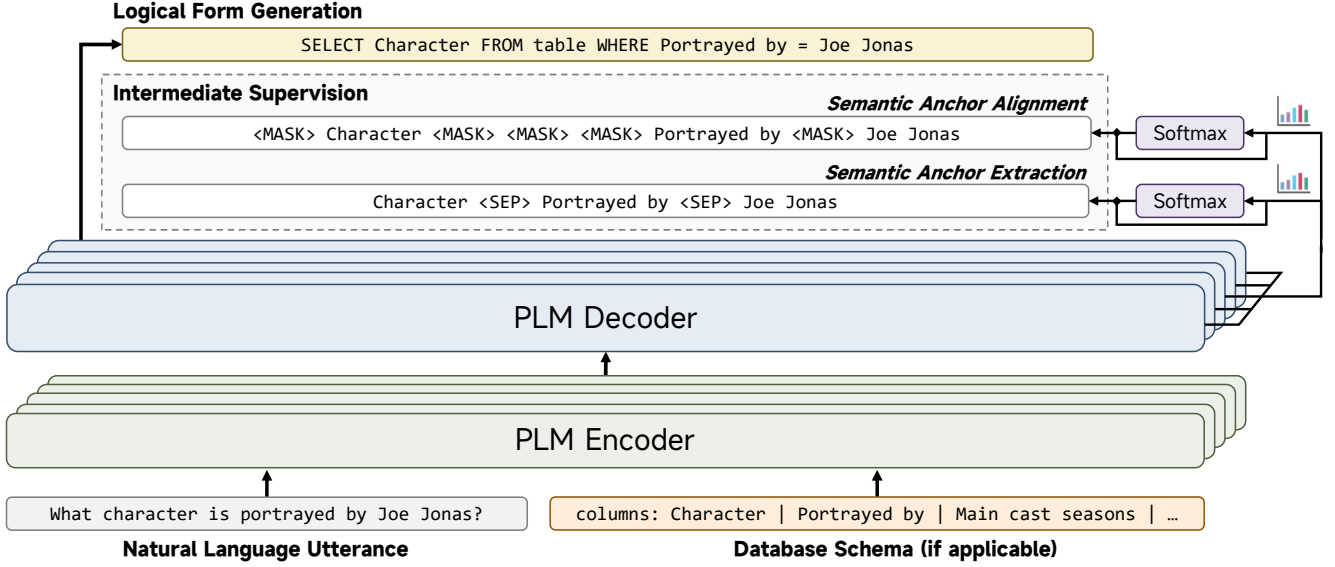 Logical Form Generation
SELECT Character FROM table WHERE Portrayed by = Joe Jonas
Intermediate Supervision
Semantic Anchor Alignment
<MASK> Character <MASK> <MASK> <MASK> Portrayed by <MASK> Joe Jonas
Softmax
Semantic Anchor Extraction
Character <SEP> Portrayed by <SEP> Joe Jonas
Softmax
PLM Decoder
PLM Encoder
What character is portrayed by Joe Jonas?
columns: Character | Portrayed by | Main cast seasons | …
Natural Language Utterance
Database Schema (if applicable)